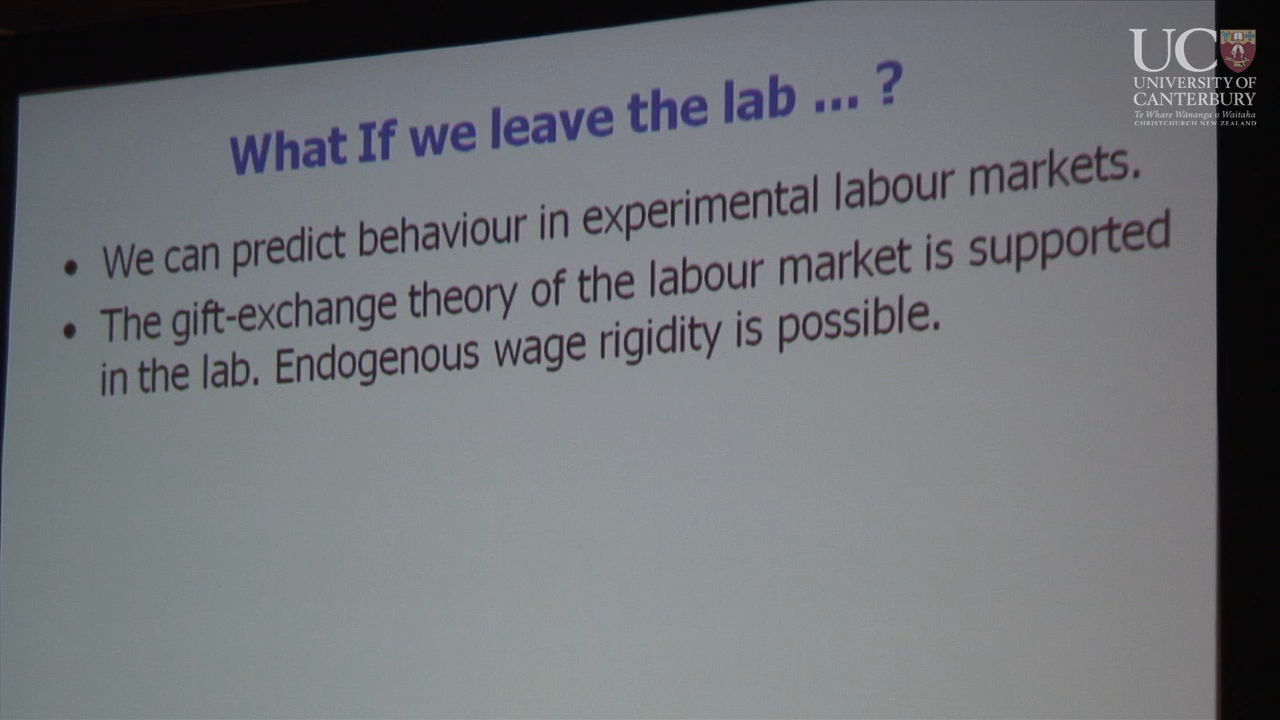 What If we leave the lab ... ?
• We can predict behaviour in experimental labour markets.
• The gift-exchange theory of the labour market is supported
in the lab. Endogenous wage rigidity is possible.
UC
UNIVERSITY OF
CANTERBURY
Te Whare Wānanga o Waitaha
CHRISTCHURCH NEW ZEALAND